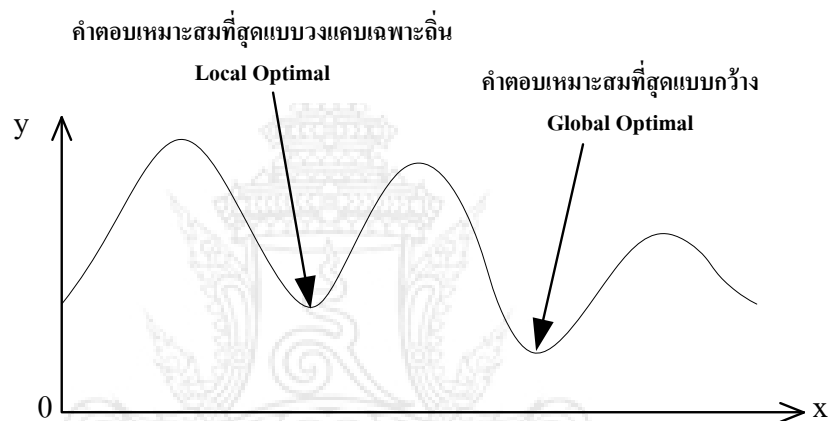 คำตอบเหมาะสมที่สุดแบบวงแคบเฉพาะถิ่น
Local Optimal
คำตอบเหมาะสมที่สุดแบบกว้าง
Global Optimal
y
0
x